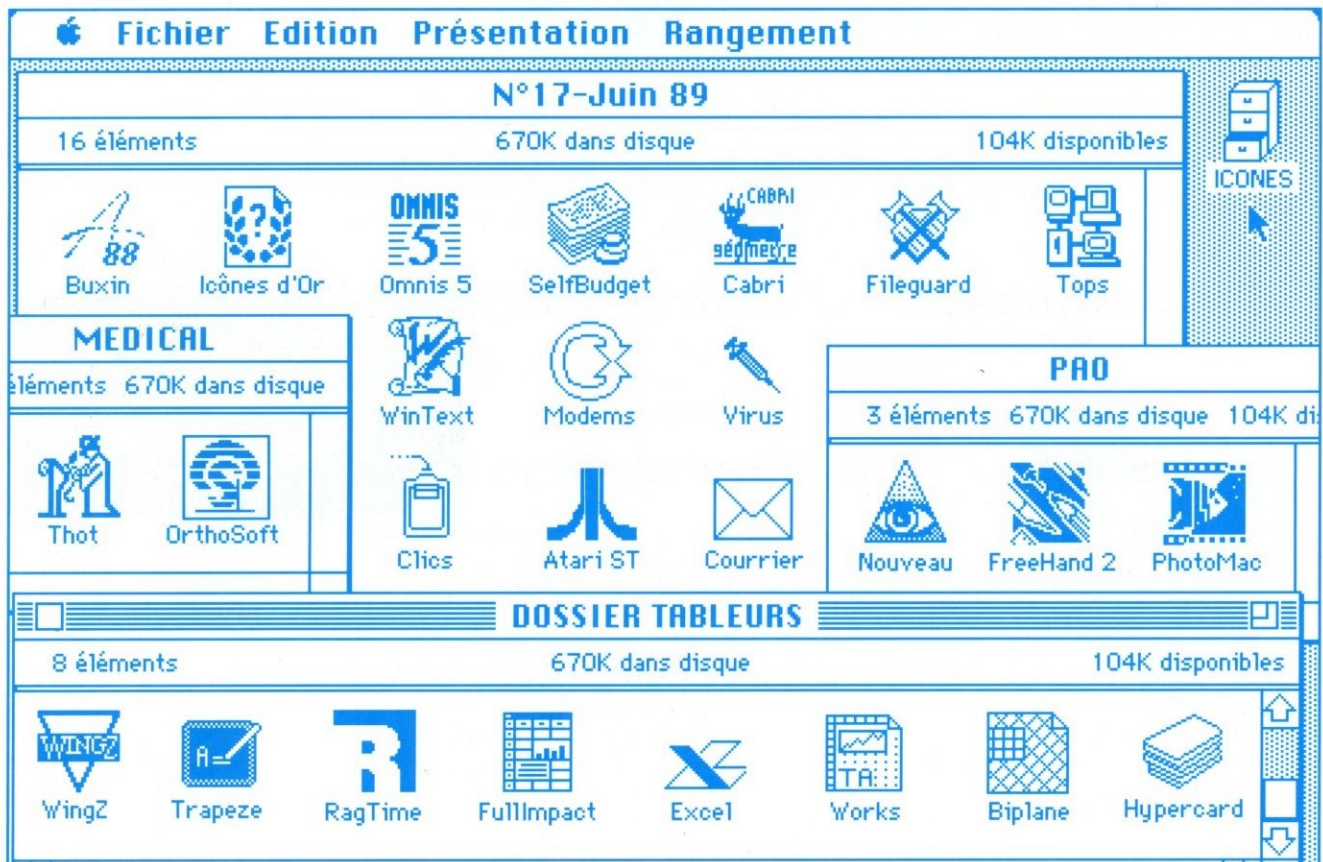 Fichier Edition Présentation Rangement
N°17-Juin 89
16 éléments 670K dans disque 104K disponibles
ICONES
88
OMNIS
5
CABRI
géomètre
Buxin Icônes d'Or Omnis 5 SelfBudget Cabri Fileguard Tops
WinText Modems Virus
Clics Atari ST Courrier
MEDICAL
éléments 670K dans disque
Thot OrthoSoft
PAO
3 éléments 670K dans disque 104K di
Nouveau FreeHand 2 PhotoMac
DOSSIER TABLEURS
8 éléments 670K dans disque 104K disponibles
WINGZ
A=
R
TA
WingZ Trapeze RagTime FullImpact Excel Works Biplane Hypercard